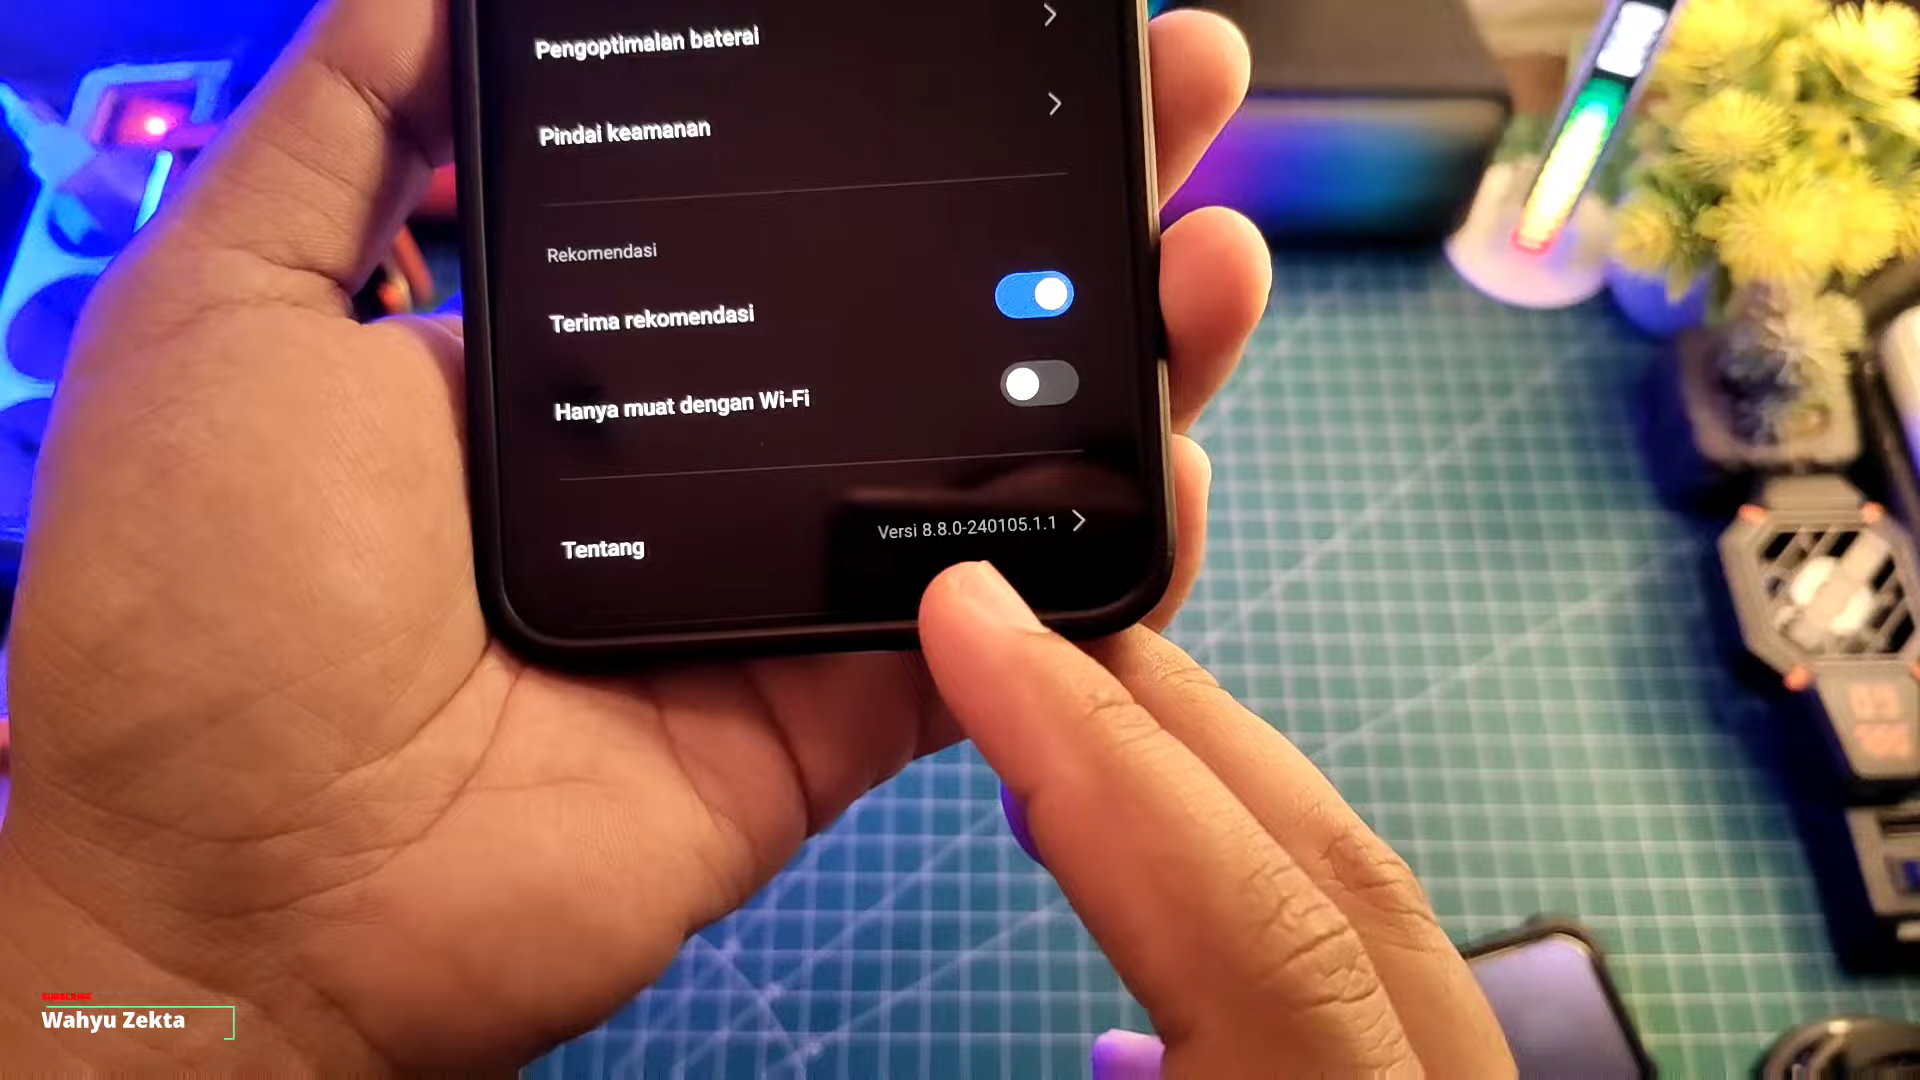 Pengoptimalan baterai
Pindai keamanan
Rekomendasi
Terima rekomendasi
Hanya muat dengan Wi-Fi
Tentang
Versi 8.8.0-240105.1.1
SUBSCRIBE
Wahyu Zekta